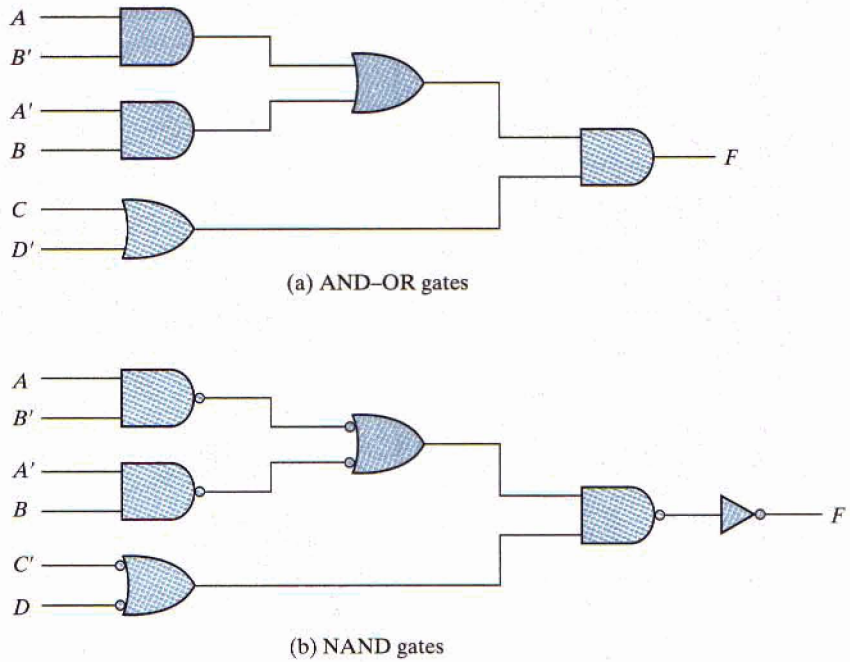 A
B′
A′
B
F
C
D′
(a) AND–OR gates
A
B′
A′
B
F
C′
D
(b) NAND gates